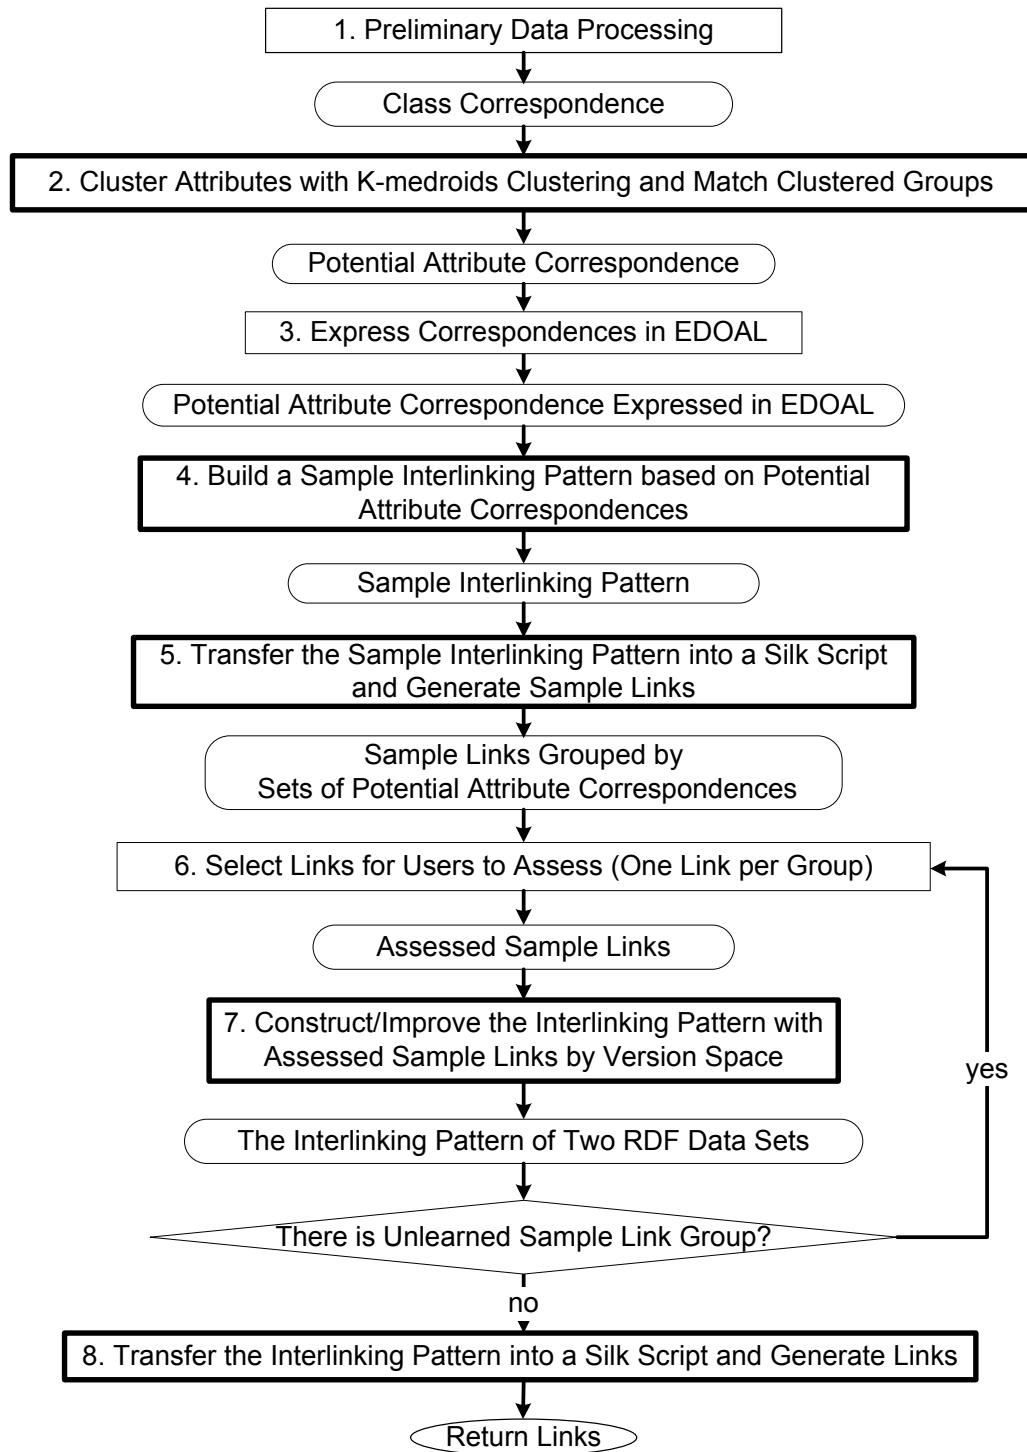 1. Preliminary Data Processing
Class Correspondence
2. Cluster Attributes with K-medroids Clustering and Match Clustered Groups
Potential Attribute Correspondence
3. Express Correspondences in EDOAL
Potential Attribute Correspondence Expressed in EDOAL
4. Build a Sample Interlinking Pattern based on Potential
Attribute Correspondences
Sample Interlinking Pattern
5. Transfer the Sample Interlinking Pattern into a Silk Script
and Generate Sample Links
Sample Links Grouped by
Sets of Potential Attribute Correspondences
6. Select Links for Users to Assess (One Link per Group)
Assessed Sample Links
7. Construct/Improve the Interlinking Pattern with
Assessed Sample Links by Version Space
yes
The Interlinking Pattern of Two RDF Data Sets
There is Unlearned Sample Link Group?
no
8. Transfer the Interlinking Pattern into a Silk Script and Generate Links
Return Links